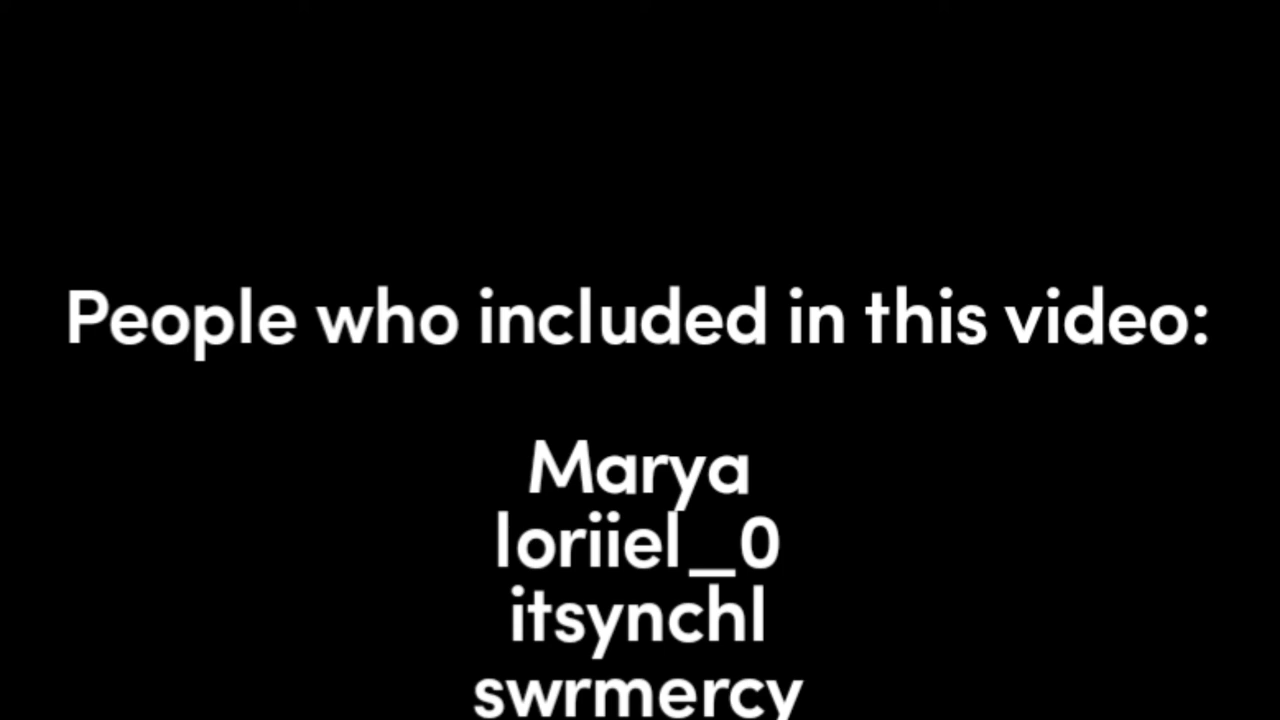 People who included in this video:
Marya
loriiel_0
itsynchl
swrmercy